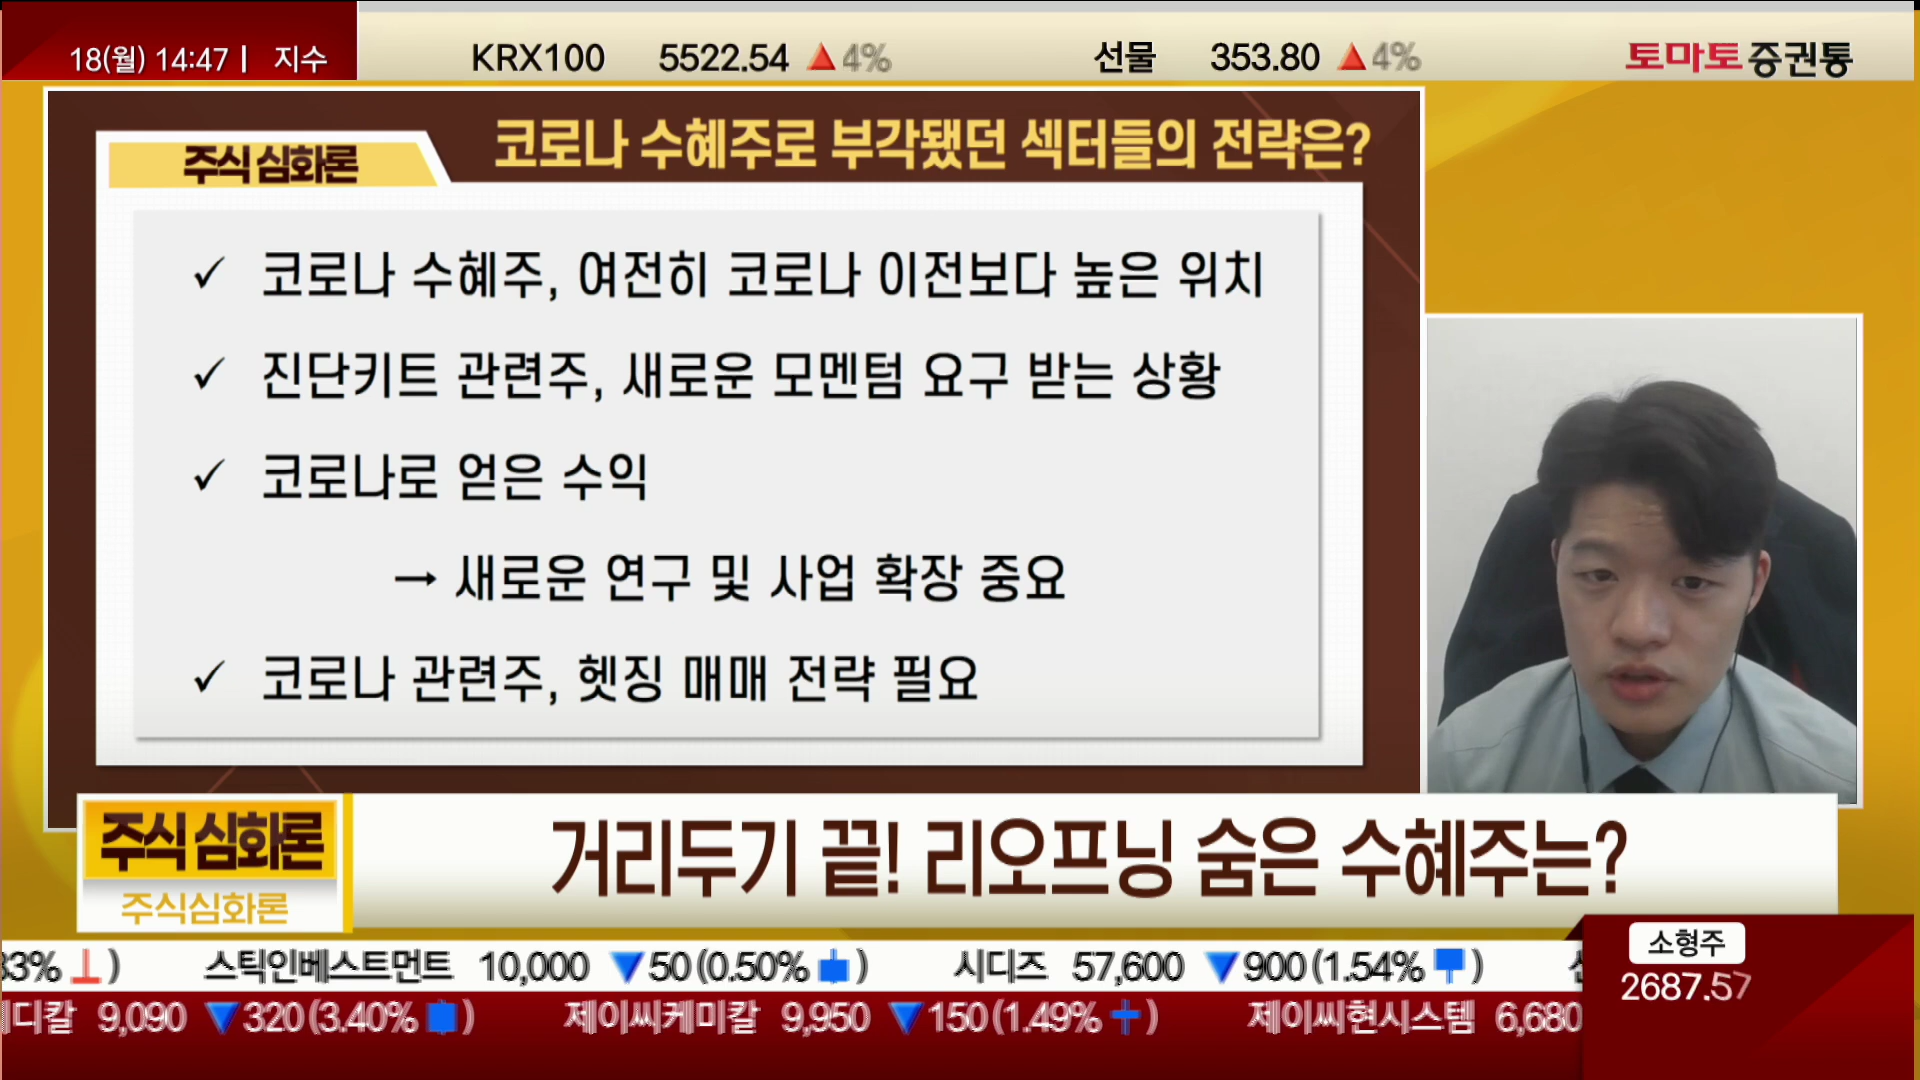 18(월) 14:47 | 지수
KRX100 5522.54 ▲4%
선물 353.80 ▲4%
토마토증권통
주식 심화론
코로나 수혜주로 부각됐던 섹터들의 전략은?
✓ 코로나 수혜주, 여전히 코로나 이전보다 높은 위치
✓ 진단키트 관련주, 새로운 모멘텀 요구 받는 상황
✓ 코로나로 얻은 수익
→ 새로운 연구 및 사업 확장 중요
✓ 코로나 관련주, 헷징 매매 전략 필요
주식 심화론
주식심화론
거리두기 끝! 리오프닝 숨은 수혜주는?
33% ) 스틱인베스트먼트 10,000 ▼50(0.50% ) 시디즈 57,600 ▼900(1.54% )
디칼 9,090 ▼320(3.40% ) 제이씨케미칼 9,950 ▼150(1.49% ) 제이씨현시스템 6,680
소형주
2687.57